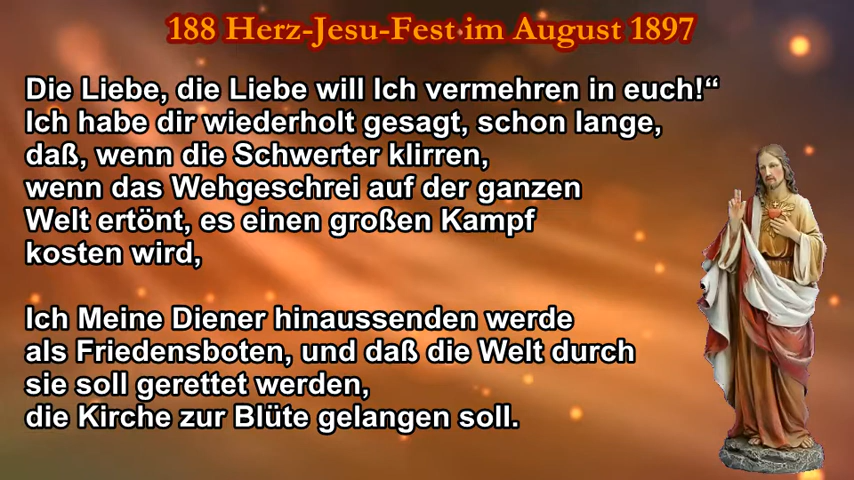 188 Herz-Jesu-Fest im August 1897
Die Liebe, die Liebe will Ich vermehren in euch!“
Ich habe dir wiederholt gesagt, schon lange,
daß, wenn die Schwerter klirren,
wenn das Wehgeschrei auf der ganzen
Welt ertönt, es einen großen Kampf
kosten wird,
Ich Meine Diener hinaussenden werde
als Friedensboten, und daß die Welt durch
sie soll gerettet werden,
die Kirche zur Blüte gelangen soll.